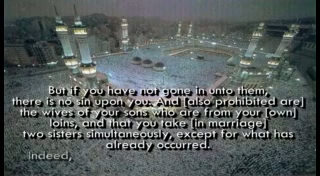 But if you have not gone in unto them,
there is no sin upon you. And [also prohibited are]
the wives of your sons who are from your [own]
loins, and that you take [in marriage]
two sisters simultaneously, except for what has
already occurred.
Indeed,